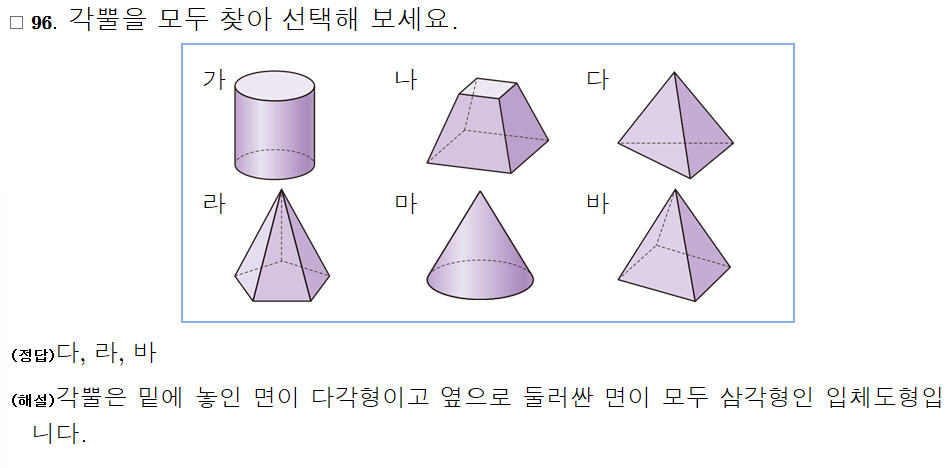 □ 96. 각뿔을 모두 찾아 선택해 보세요.
가 나 다
라 마 바
(정답)다, 라, 바
(해설)각뿔은 밑에 놓인 면이 다각형이고 옆으로 둘러싼 면이 모두 삼각형인 입체도형입
니다.